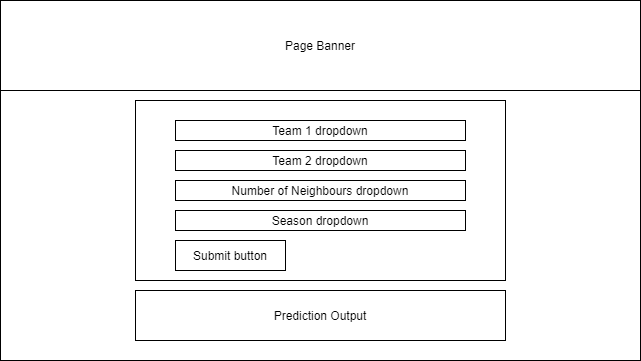 Page Banner
Team 1 dropdown
Team 2 dropdown
Number of Neighbours dropdown
Season dropdown
Submit button
Prediction Output